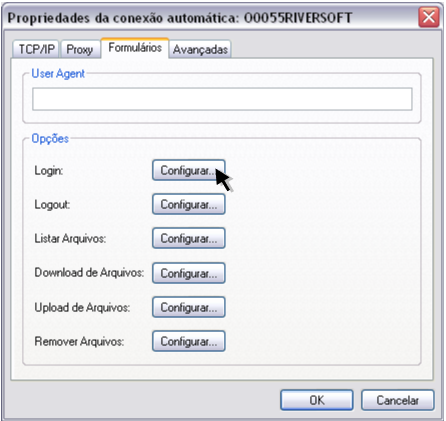 Propriedades da conexão automática: O0055RIVERSOFT
TCP/IP Proxy Formulários Avançadas
User Agent
Opções
Login: Configurar...
Logout: Configurar...
Listar Arquivos: Configurar...
Download de Arquivos: Configurar...
Upload de Arquivos: Configurar...
Remover Arquivos: Configurar...
OK Cancelar